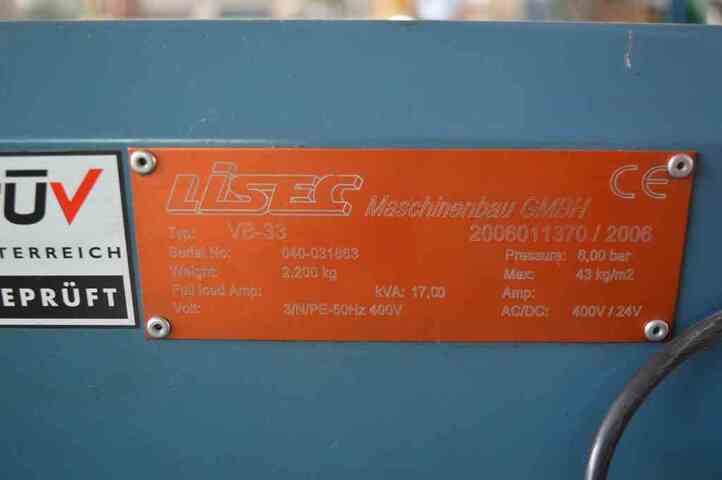 ÜV
TERREICH
EPRÜFT
LiSEC Maschinenbau GMBH CE
Typ: VB-33 2006011370 / 2006
Serial No: 040-031863 Pressure: 8,00 bar
Weight: 2.200 kg Max: 43 kg/m2
Full load Amp: kVA: 17,00 Amp:
Volt: 3/N/PE-50Hz 400V AC/DC: 400V / 24V